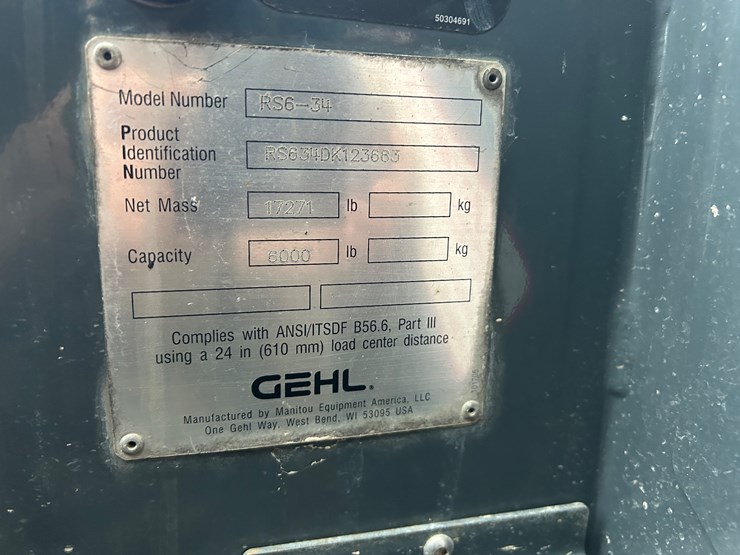 50304691
Model Number RS6-34
Product
Identification RS634DK123683
Number
Net Mass 17271 lb kg
Capacity 6000 lb kg
Complies with ANSI/ITSDF B56.6, Part III
using a 24 in (610 mm) load center distance
GEHL®
Manufactured by Manitou Equipment America, LLC
One Gehl Way, West Bend, WI 53095 USA